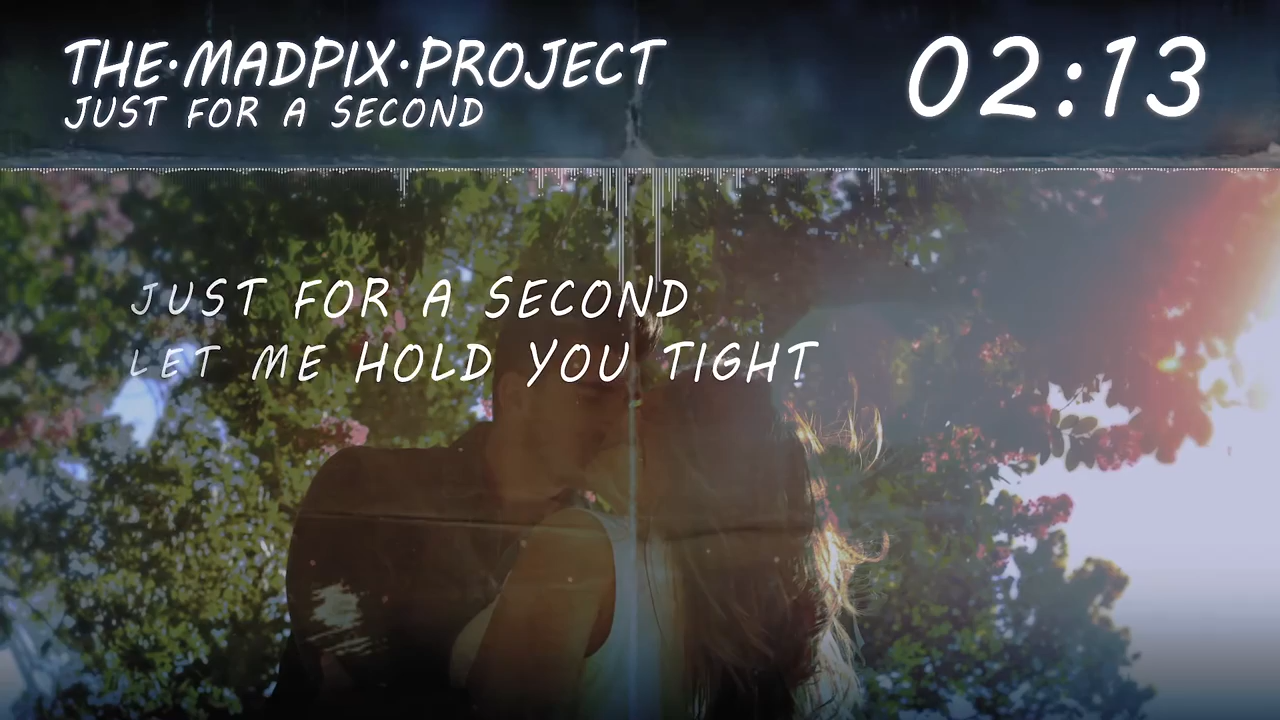 THE·MADPIX·PROJECT
JUST FOR A SECOND
02:13
JUST FOR A SECOND
LET ME HOLD YOU TIGHT